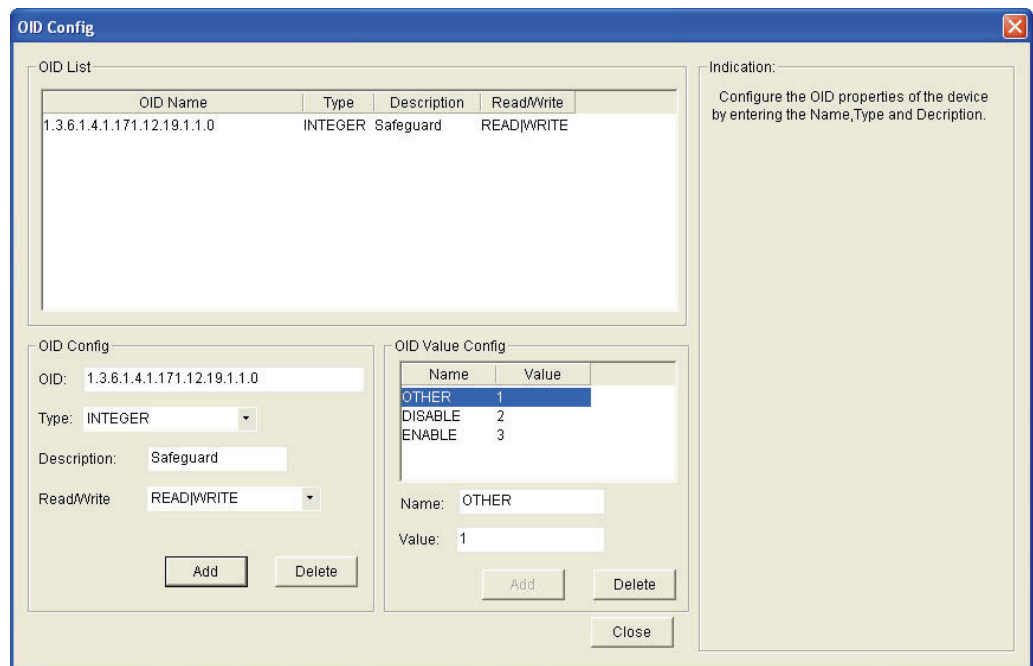 OID Config
OID List
OID Name Type Description Read/Write
1.3.6.1.4.1.171.12.19.1.1.0 INTEGER Safeguard READ|WRITE
Indication:
Configure the OID properties of the device
by entering the Name,Type and Decription.
OID Config
OID: 1.3.6.1.4.1.171.12.19.1.1.0
Type: INTEGER
Description: Safeguard
Read/Write READ|WRITE
Add Delete
OID Value Config
Name Value
OTHER 1
DISABLE 2
ENABLE 3
Name: OTHER
Value: 1
Add Delete
Close